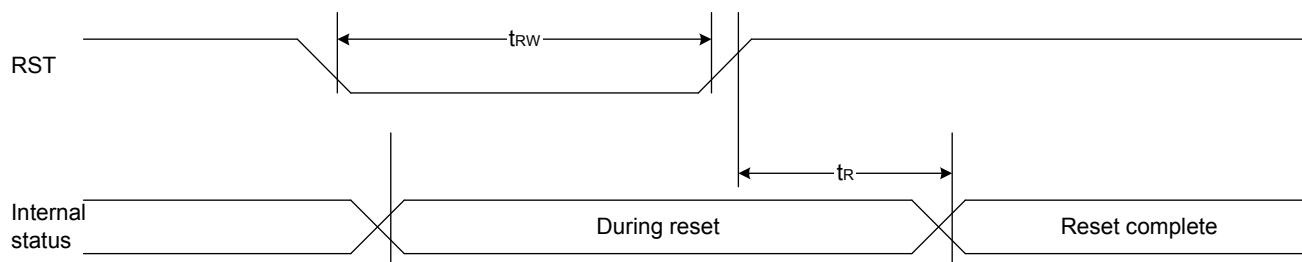 tRW
RST
tR
Internal
status
During reset
Reset complete